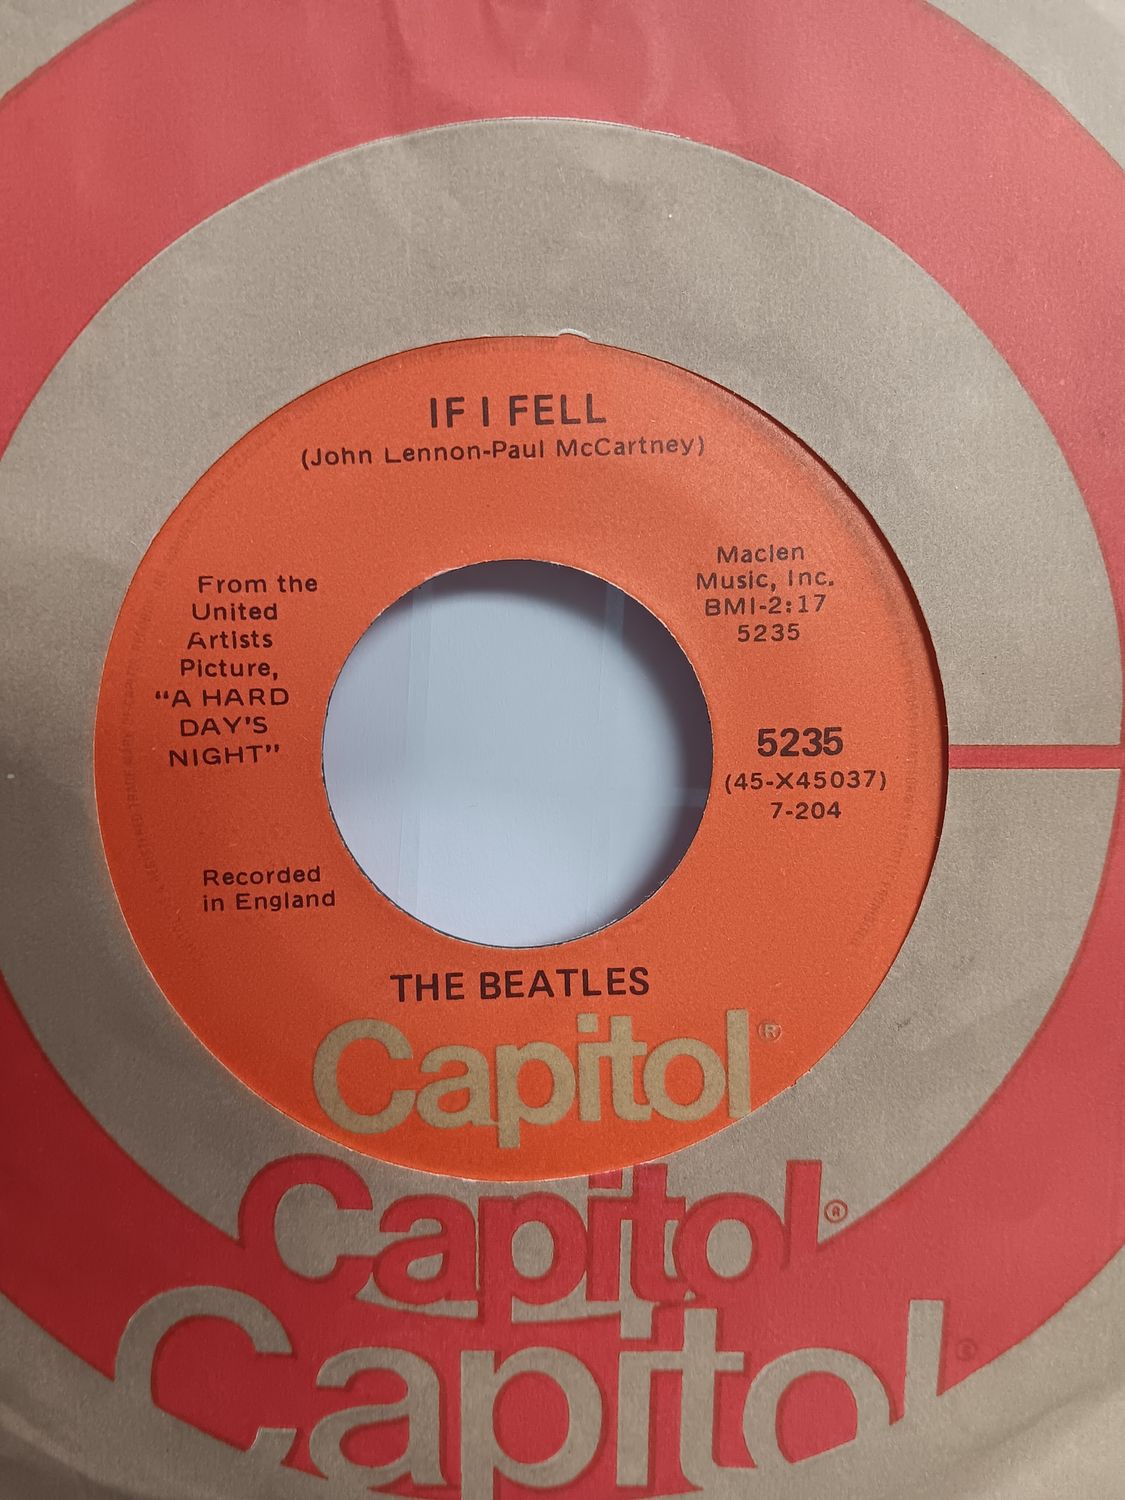 IF I FELL
(John Lennon-Paul McCartney)
From the
United
Artists
Picture,
"A HARD
DAY'S
NIGHT"
Recorded
in England
Maclen
Music, Inc.
BMI-2:17
5235
5235
(45-X45037)
7-204
THE BEATLES
Capitol®
Capitol®
Capitol®